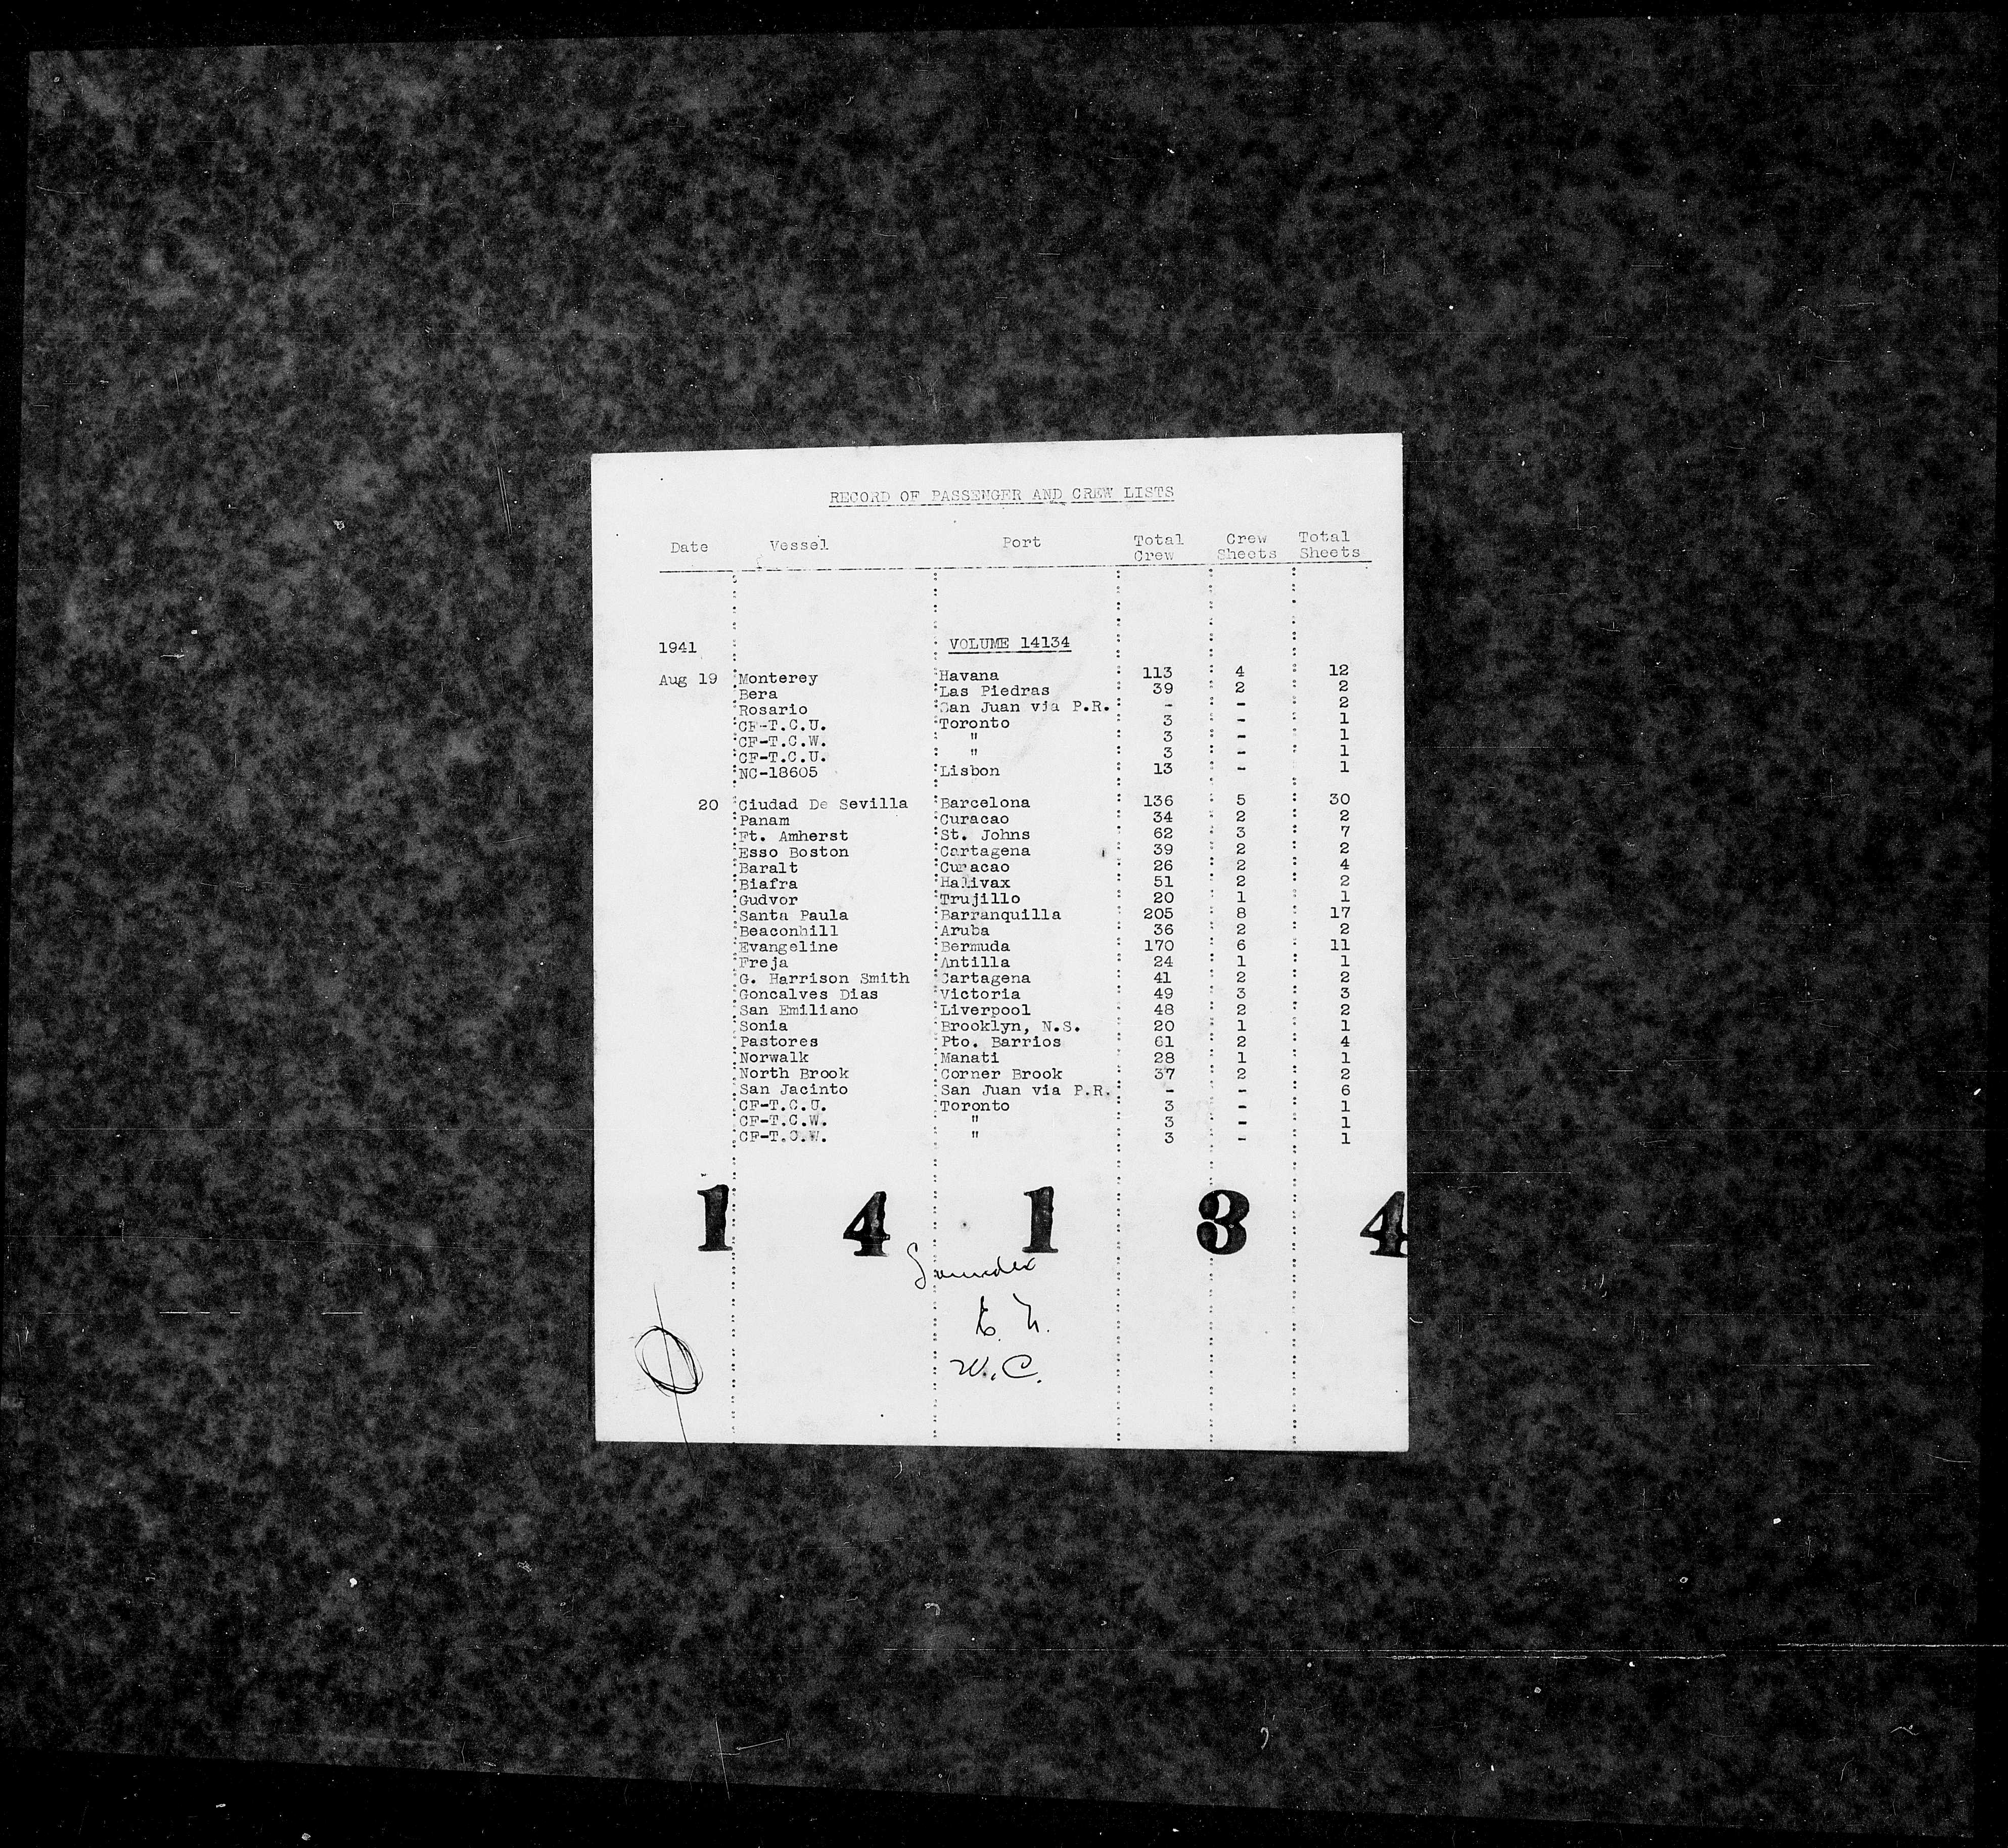 RECORD OF PASSENGER AND CREW LISTS
Date Vessel Port Total Crew Crew Sheets Total Sheets
1941 VOLUME 14134
Aug 19 Monterey Havana 113 4 12
Bera Las Piedras 39 2 2
Rosario San Juan via P.R. - - 2
CF-T.C.U. Toronto 3 - 1
CF-T.C.W. " 3 - 1
CF-T.C.U. " 3 - 1
NC-18605 Lisbon 13 - 1
20 Ciudad De Sevilla Barcelona 136 5 30
Panam Curacao 34 2 2
Ft. Amherst St. Johns 62 3 7
Esso Boston Cartagena 39 2 2
Baralt Curacao 26 2 4
Biafra Halivax 51 2 2
Gudvor Trujillo 20 1 1
Santa Paula Barranquilla 205 8 17
Beaconhill Aruba 36 2 2
Evangeline Bermuda 170 6 11
Freja Antilla 24 1 1
G. Harrison Smith Cartagena 41 2 2
Goncalves Dias Victoria 49 3 3
San Emiliano Liverpool 48 2 2
Sonia Brooklyn, N.S. 20 1 1
Pastores Pto. Barrios 61 2 4
Norwalk Manati 28 1 1
North Brook Corner Brook 37 2 2
San Jacinto San Juan via P.R. - - 6
CF-T.C.U. Toronto 3 - 1
CF-T.C.W. " 3 - 1
CF-T.C.W. " 3 - 1
1 4 1 3 4
W.C.